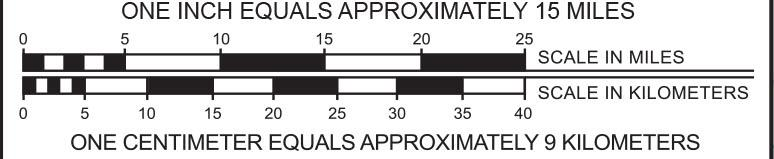 ONE INCH EQUALS APPROXIMATELY 15 MILES
0 5 10 15 20 25
SCALE IN MILES
SCALE IN KILOMETERS
0 5 10 15 20 25 30 35 40
ONE CENTIMETER EQUALS APPROXIMATELY 9 KILOMETERS